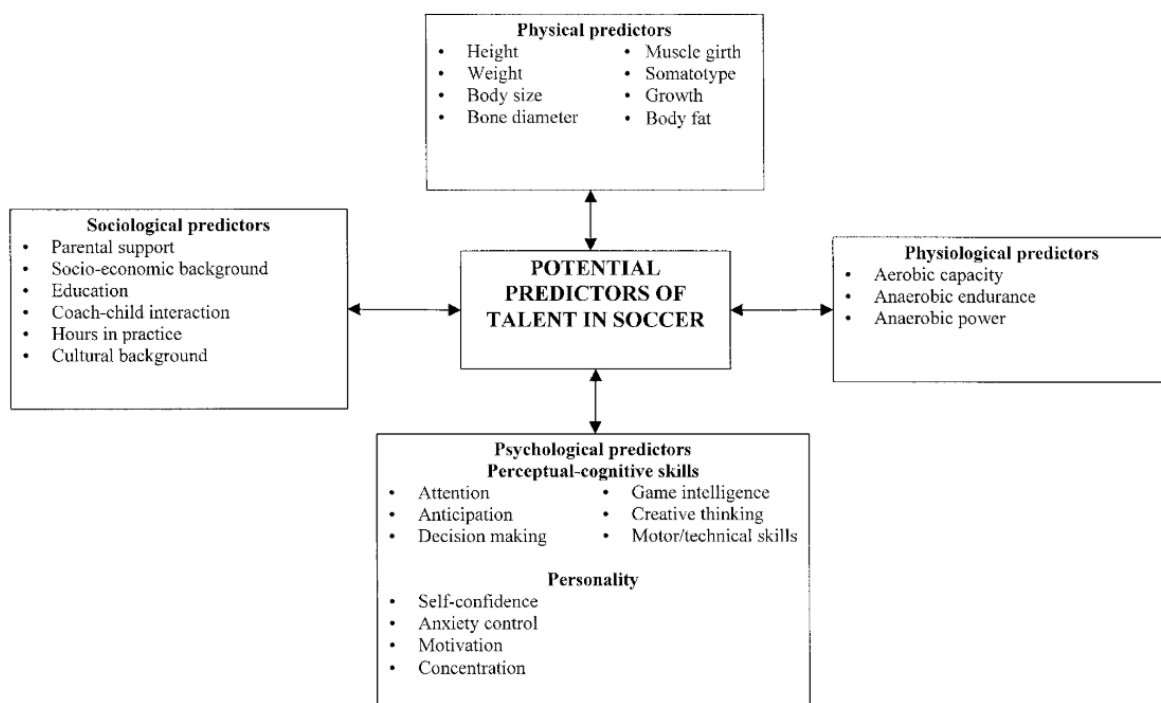 Physical predictors
• Height
• Weight
• Body size
• Bone diameter
• Muscle girth
• Somatotype
• Growth
• Body fat
Sociological predictors
• Parental support
• Socio-economic background
• Education
• Coach-child interaction
• Hours in practice
• Cultural background
POTENTIAL
PREDICTORS OF
TALENT IN SOCCER
Physiological predictors
• Aerobic capacity
• Anaerobic endurance
• Anaerobic power
Psychological predictors
Perceptual-cognitive skills
• Attention
• Anticipation
• Decision making
• Game intelligence
• Creative thinking
• Motor/technical skills
Personality
• Self-confidence
• Anxiety control
• Motivation
• Concentration